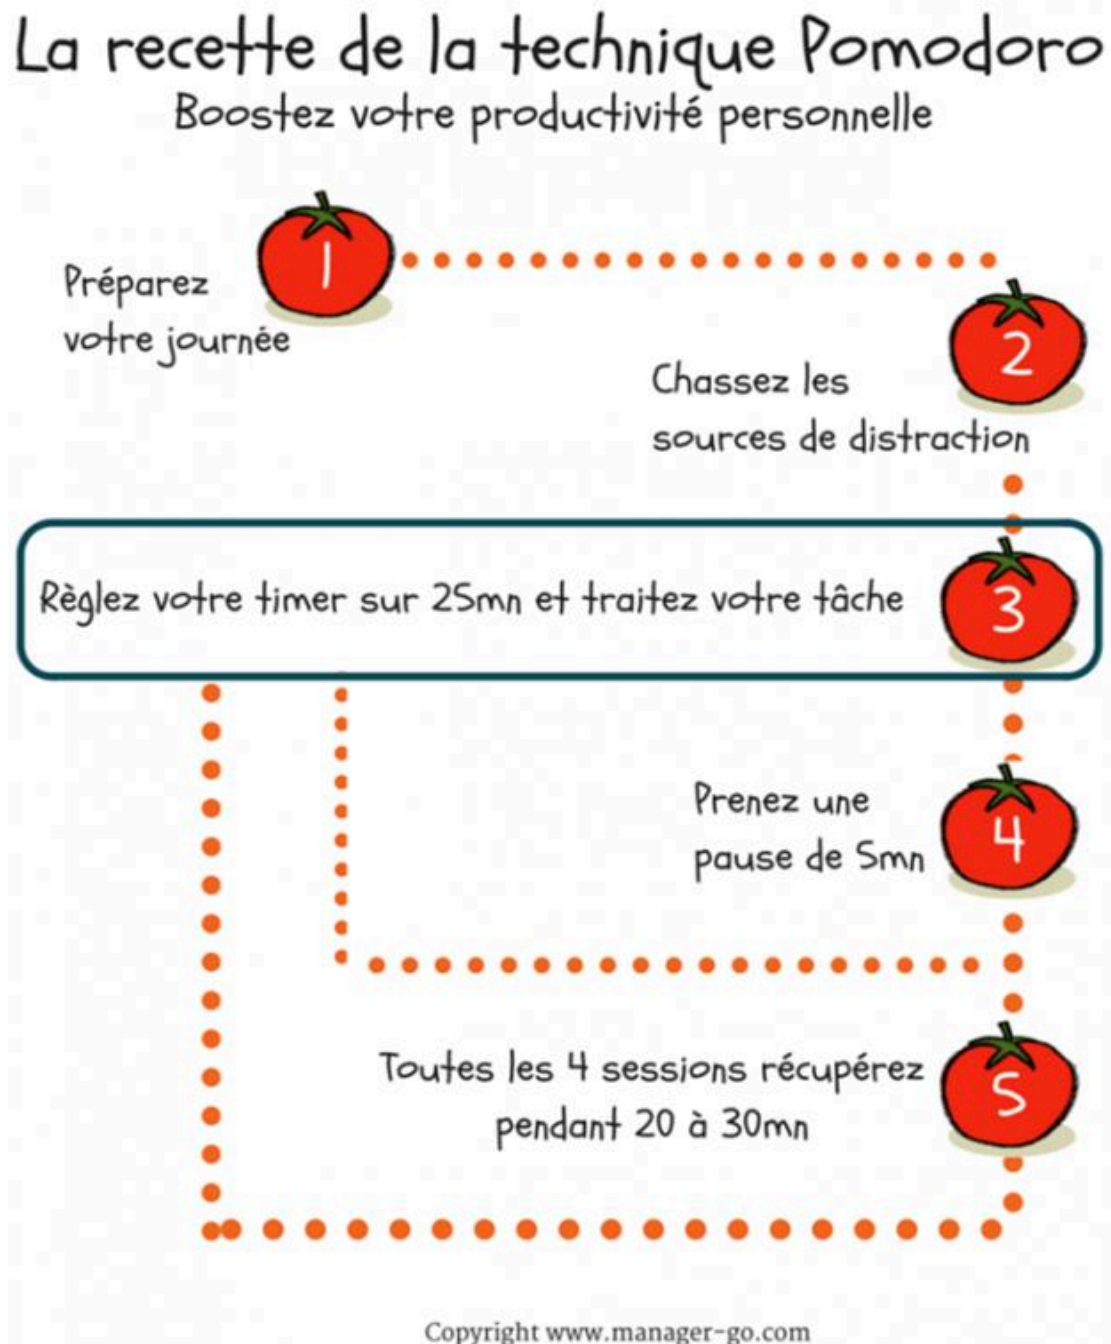 La recette de la technique Pomodoro
Boostez votre productivité personnelle
1
Préparez
votre journée
2
Chassez les
sources de distraction
Règlez votre timer sur 25mn et traitez votre tâche
3
Prenez une
pause de 5mn
4
Toutes les 4 sessions récupérez
pendant 20 à 30mn
5
Copyright www.manager-go.com